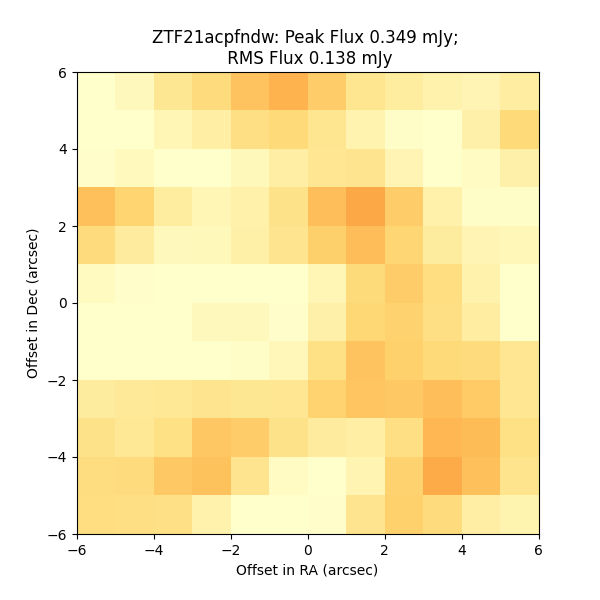 ZTF21acpfndw: Peak Flux 0.349 mJy;
RMS Flux 0.138 mJy
6
4
2
0
−2
−4
−6
Offset in Dec (arcsec)
−6 −4 −2 0 2 4 6
Offset in RA (arcsec)